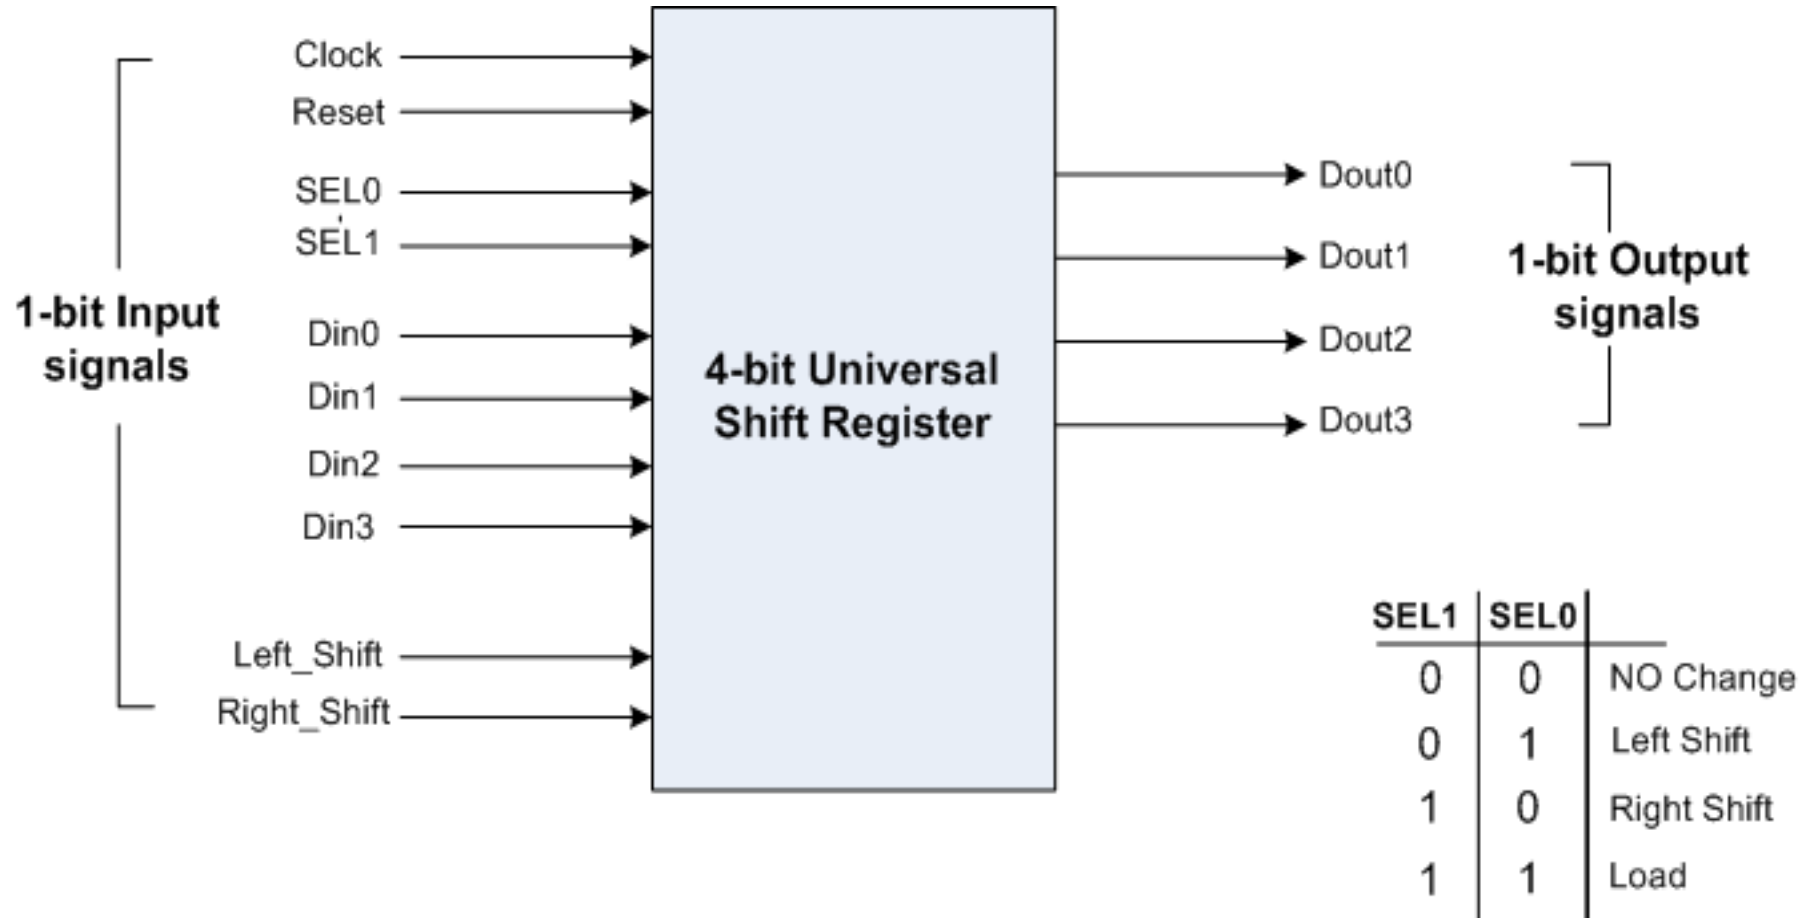 Clock
Reset
SEL0
SEL1
Din0
Din1
Din2
Din3
Left_Shift
Right_Shift
1-bit Input
signals
4-bit Universal
Shift Register
Dout0
Dout1
Dout2
Dout3
1-bit Output
signals
SEL1 SEL0
0 0 NO Change
0 1 Left Shift
1 0 Right Shift
1 1 Load